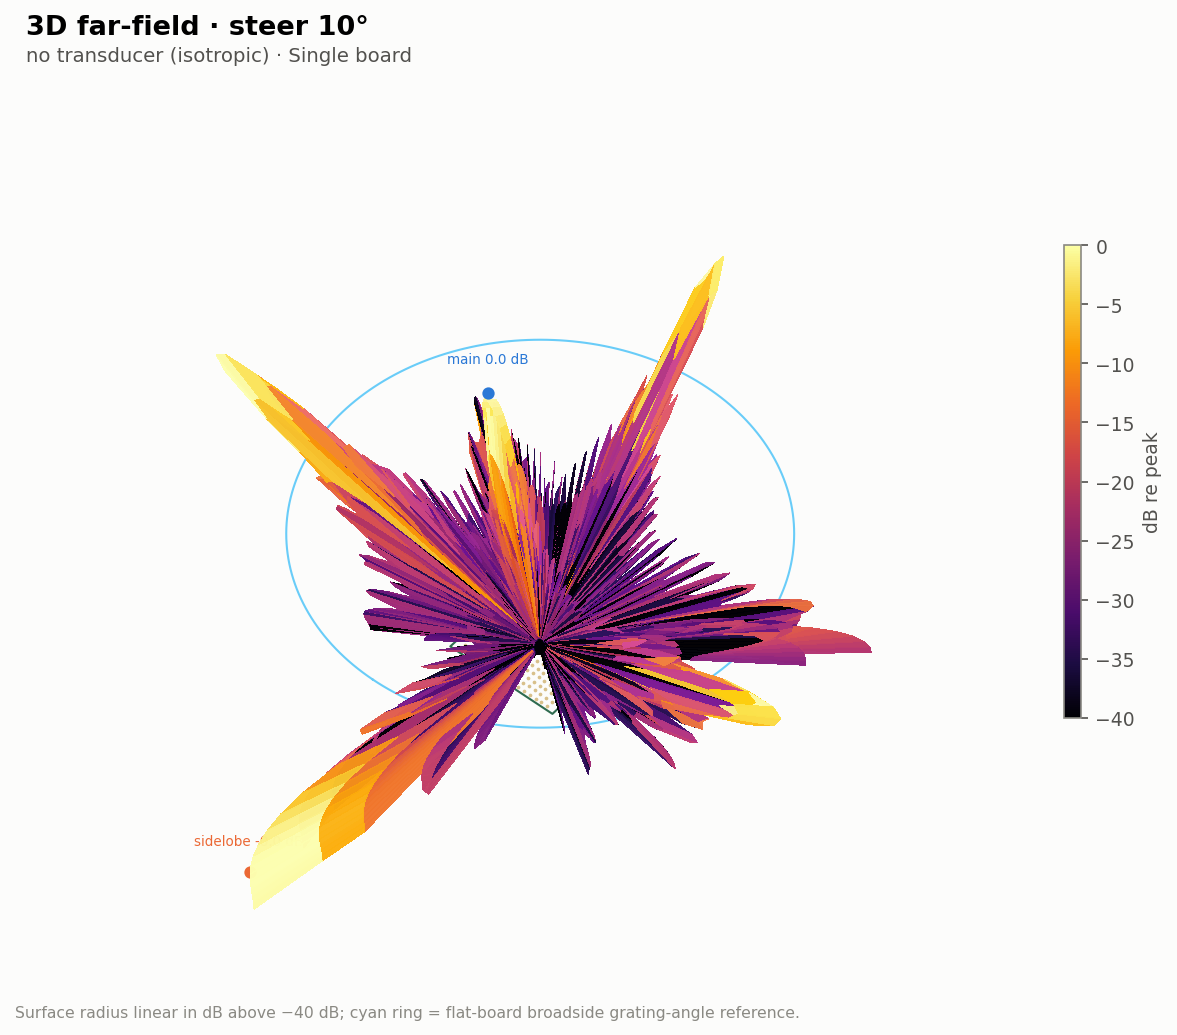 3D far-field · steer 10°
no transducer (isotropic) · Single board
main 0.0 dB
0
−5
−10
−15
−20
−25
−30
−35
−40
dB re peak
sidelobe -
Surface radius linear in dB above −40 dB; cyan ring = flat-board broadside grating-angle reference.